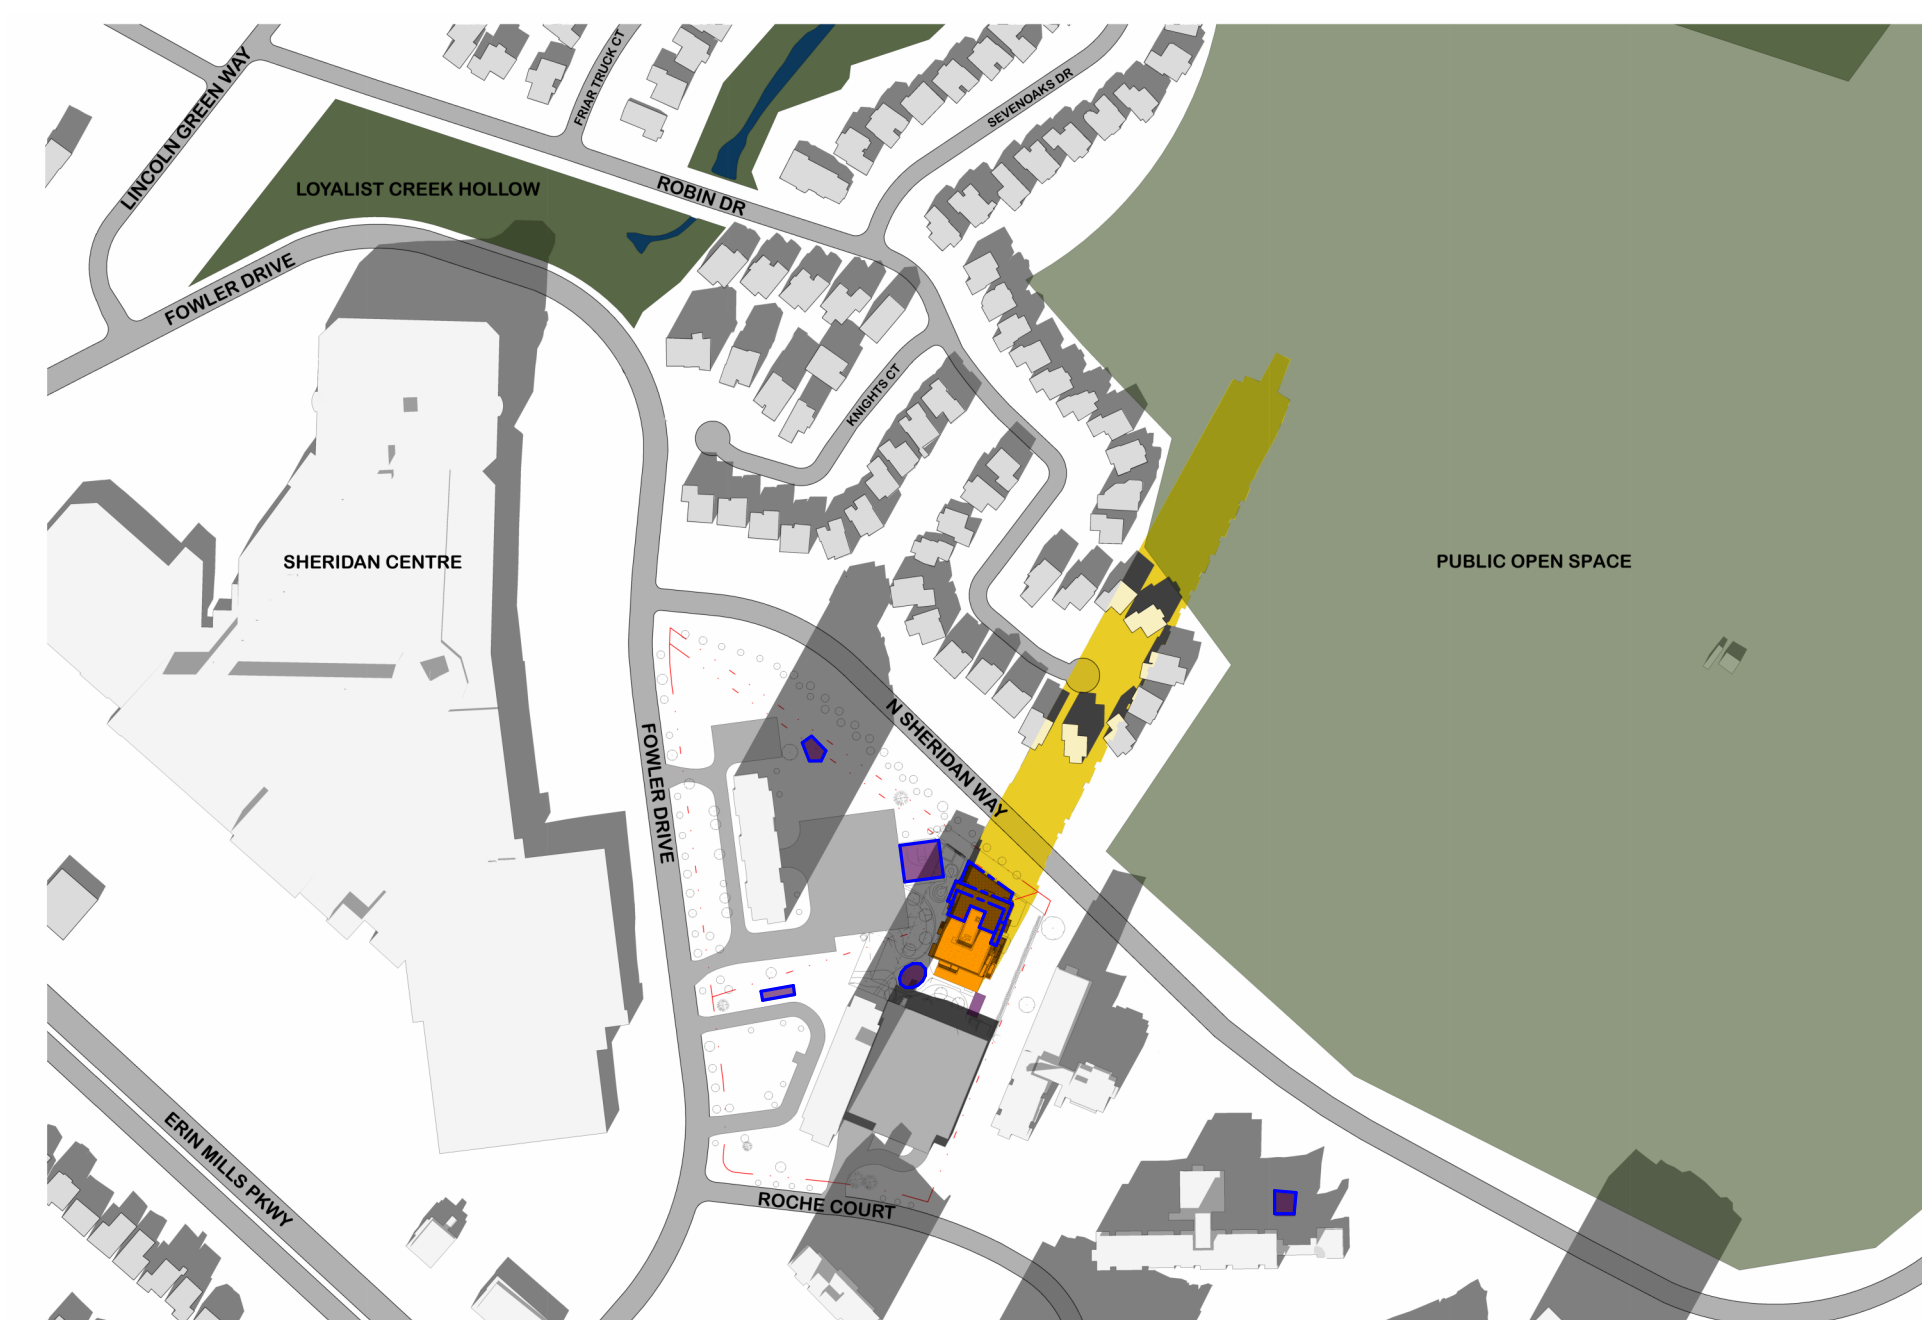 FRIAR TRUCK CT
LINCOLN GREEN WAY
SEVENOAKS DR
LOYALIST CREEK HOLLOW
ROBIN DR
FOWLER DRIVE
KNIGHTS CT
SHERIDAN CENTRE
PUBLIC OPEN SPACE
N SHERIDAN WAY
FOWLER DRIVE
ERIN MILLS PKWY
ROCHE COURT